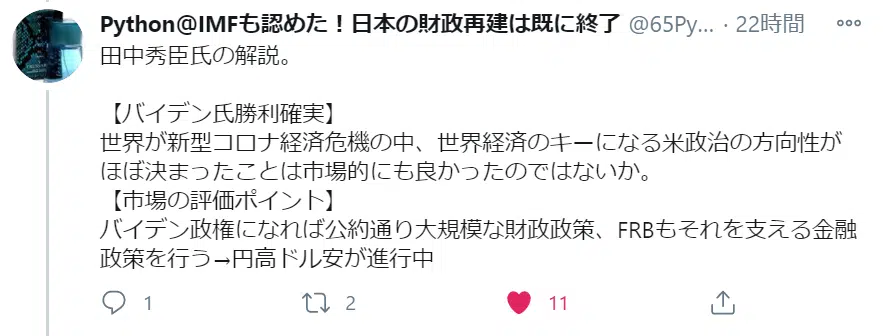 Python@IMFも認めた！日本の財政再建は既に終了 @65Py... · 22時間
田中秀臣氏の解説。
【バイデン氏勝利確実】
世界が新型コロナ経済危機の中、世界経済のキーになる米政治の方向性が
ほぼ決まったことは市場的にも良かったのではないか。
【市場の評価ポイント】
バイデン政権になれば公約通り大規模な財政政策、FRBもそれを支える金融
政策を行う→円高ドル安が進行中
1 2 11